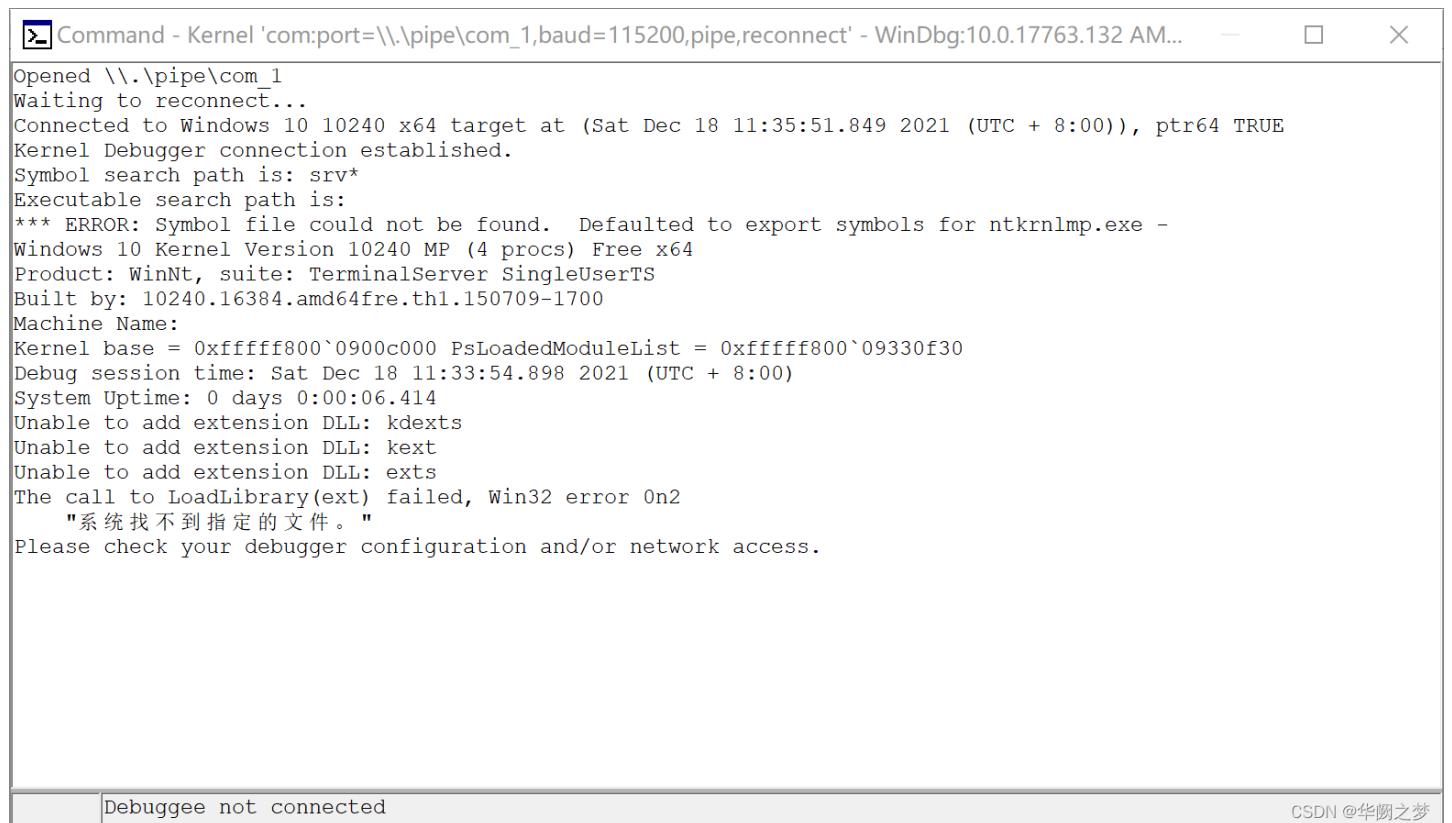 Command - Kernel 'com:port=\\.\pipe\com_1,baud=115200,pipe,reconnect' - WinDbg:10.0.17763.132 AM...
Opened \\.\pipe\com_1
Waiting to reconnect...
Connected to Windows 10 10240 x64 target at (Sat Dec 18 11:35:51.849 2021 (UTC + 8:00)), ptr64 TRUE
Kernel Debugger connection established.
Symbol search path is: srv*
Executable search path is:
*** ERROR: Symbol file could not be found.  Defaulted to export symbols for ntkrnlmp.exe -
Windows 10 Kernel Version 10240 MP (4 procs) Free x64
Product: WinNt, suite: TerminalServer SingleUserTS
Built by: 10240.16384.amd64fre.th1.150709-1700
Machine Name:
Kernel base = 0xfffff800`0900c000 PsLoadedModuleList = 0xfffff800`09330f30
Debug session time: Sat Dec 18 11:33:54.898 2021 (UTC + 8:00)
System Uptime: 0 days 0:00:06.414
Unable to add extension DLL: kdexts
Unable to add extension DLL: kext
Unable to add extension DLL: exts
The call to LoadLibrary(ext) failed, Win32 error 0n2
    "系统找不到指定的文件。"
Please check your debugger configuration and/or network access.
Debuggee not connected
CSDN @华阙之梦